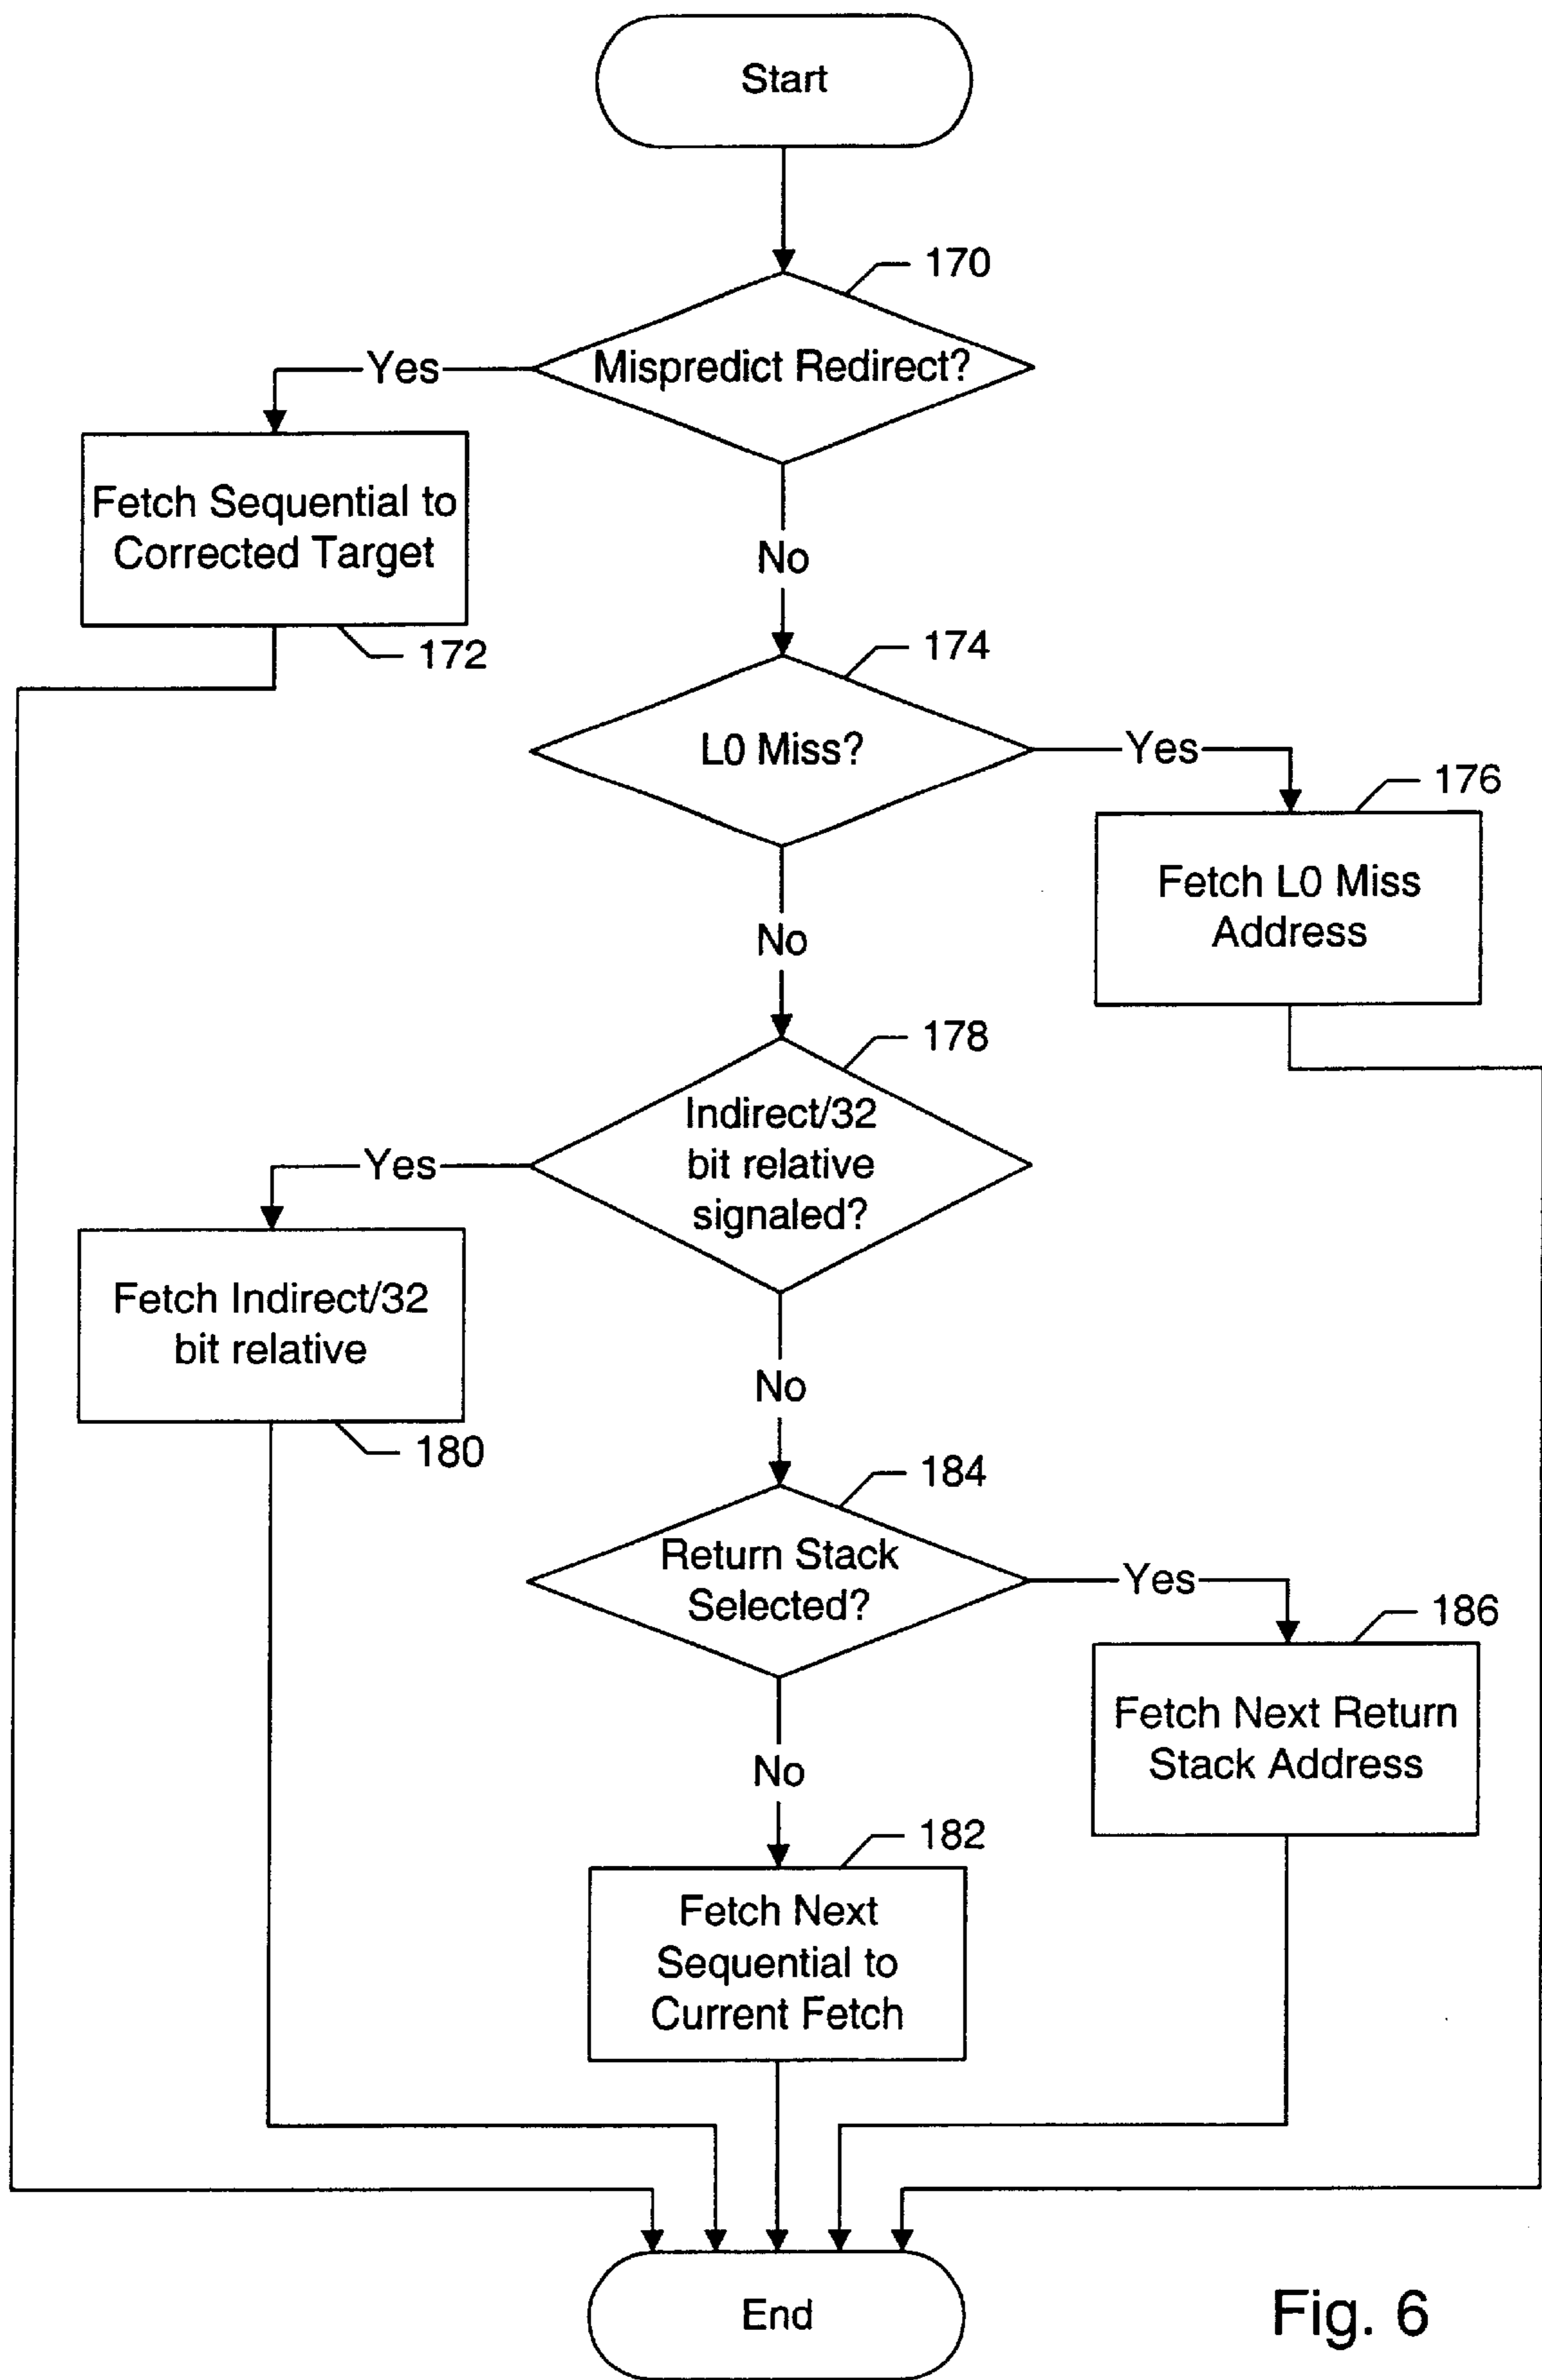 Start
170
Mispredict Redirect?
Yes
Fetch Sequential to
Corrected Target
172
No
174
L0 Miss?
Yes
176
Fetch L0 Miss
Address
No
178
Indirect/32
bit relative
signaled?
Yes
Fetch Indirect/32
bit relative
180
No
184
Return Stack
Selected?
Yes
186
Fetch Next Return
Stack Address
No
182
Fetch Next
Sequential to
Current Fetch
End
Fig. 6